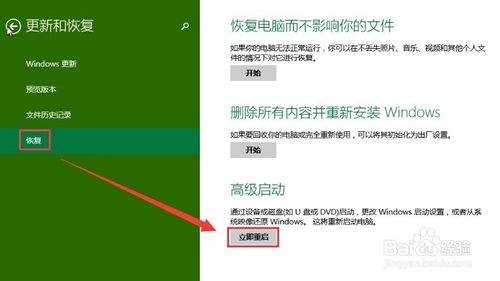 更新和恢复
Windows 更新
预览版本
文件历史记录
恢复
恢复电脑而不影响你的文件
如果你的电脑无法正常运行，你可以在不丢失照片、音乐、视频和其他个人文
件的情况下对它进行恢复。
开始
删除所有内容并重新安装 Windows
如果要回收你的电脑或完全重新使用，可以将其初始化为出厂设置。
开始
高级启动
通过设备或磁盘(如 U 盘或 DVD)启动，更改 Windows 启动设置，或者从系
统映像还原 Windows。 这将重新启动电脑。
立即重启
Baidu 经验
jingyan.baidu.com